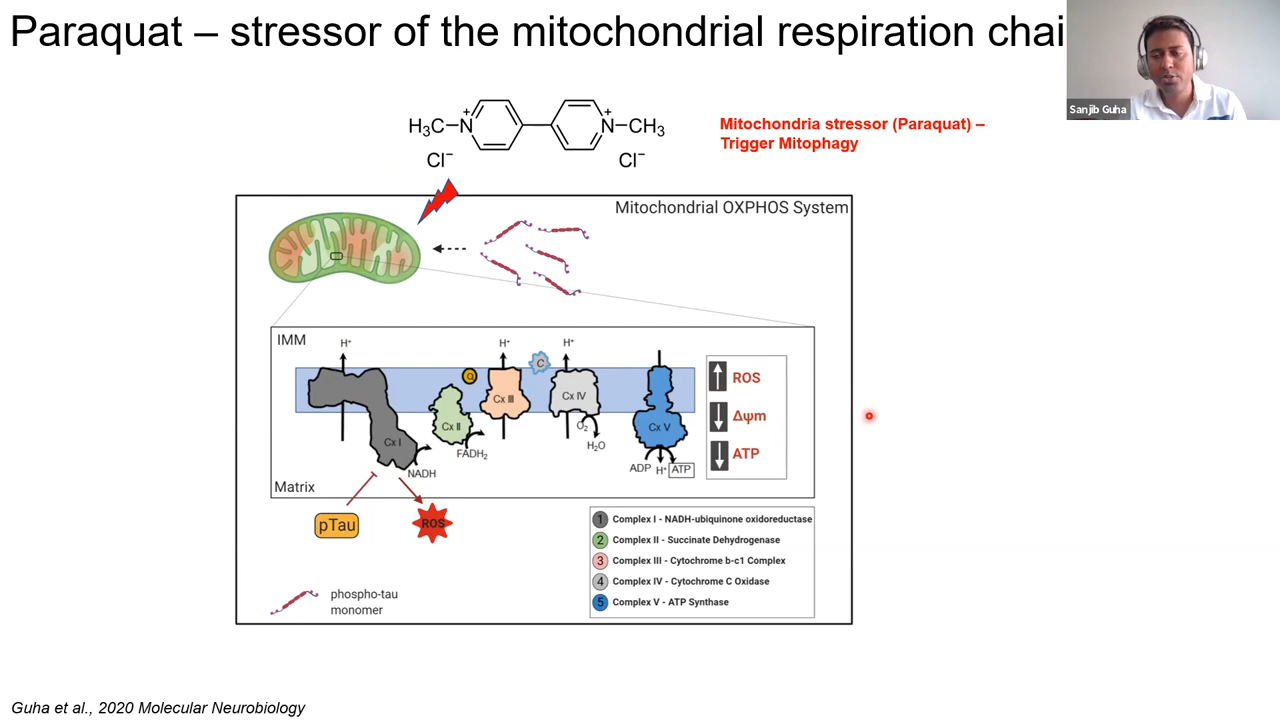 Paraquat – stressor of the mitochondrial respiration chai
Sanjib Guha
H₃C–N⁺ N⁺–CH₃
Cl⁻ Cl⁻
Mitochondria stressor (Paraquat) –
Trigger Mitophagy
Mitochondrial OXPHOS System
IMM
H⁺ H⁺ H⁺
Q C
Cx I Cx II Cx III Cx IV Cx V
NADH FADH₂ O₂ H₂O
ADP H⁺ ATP
ROS
Δψm
ATP
Matrix
pTau
ROS
1 Complex I - NADH-ubiquinone oxidoreductase
2 Complex II - Succinate Dehydrogenase
3 Complex III - Cytochrome b-c1 Complex
4 Complex IV - Cytochrome C Oxidase
5 Complex V - ATP Synthase
phospho-tau
monomer
Guha et al., 2020 Molecular Neurobiology